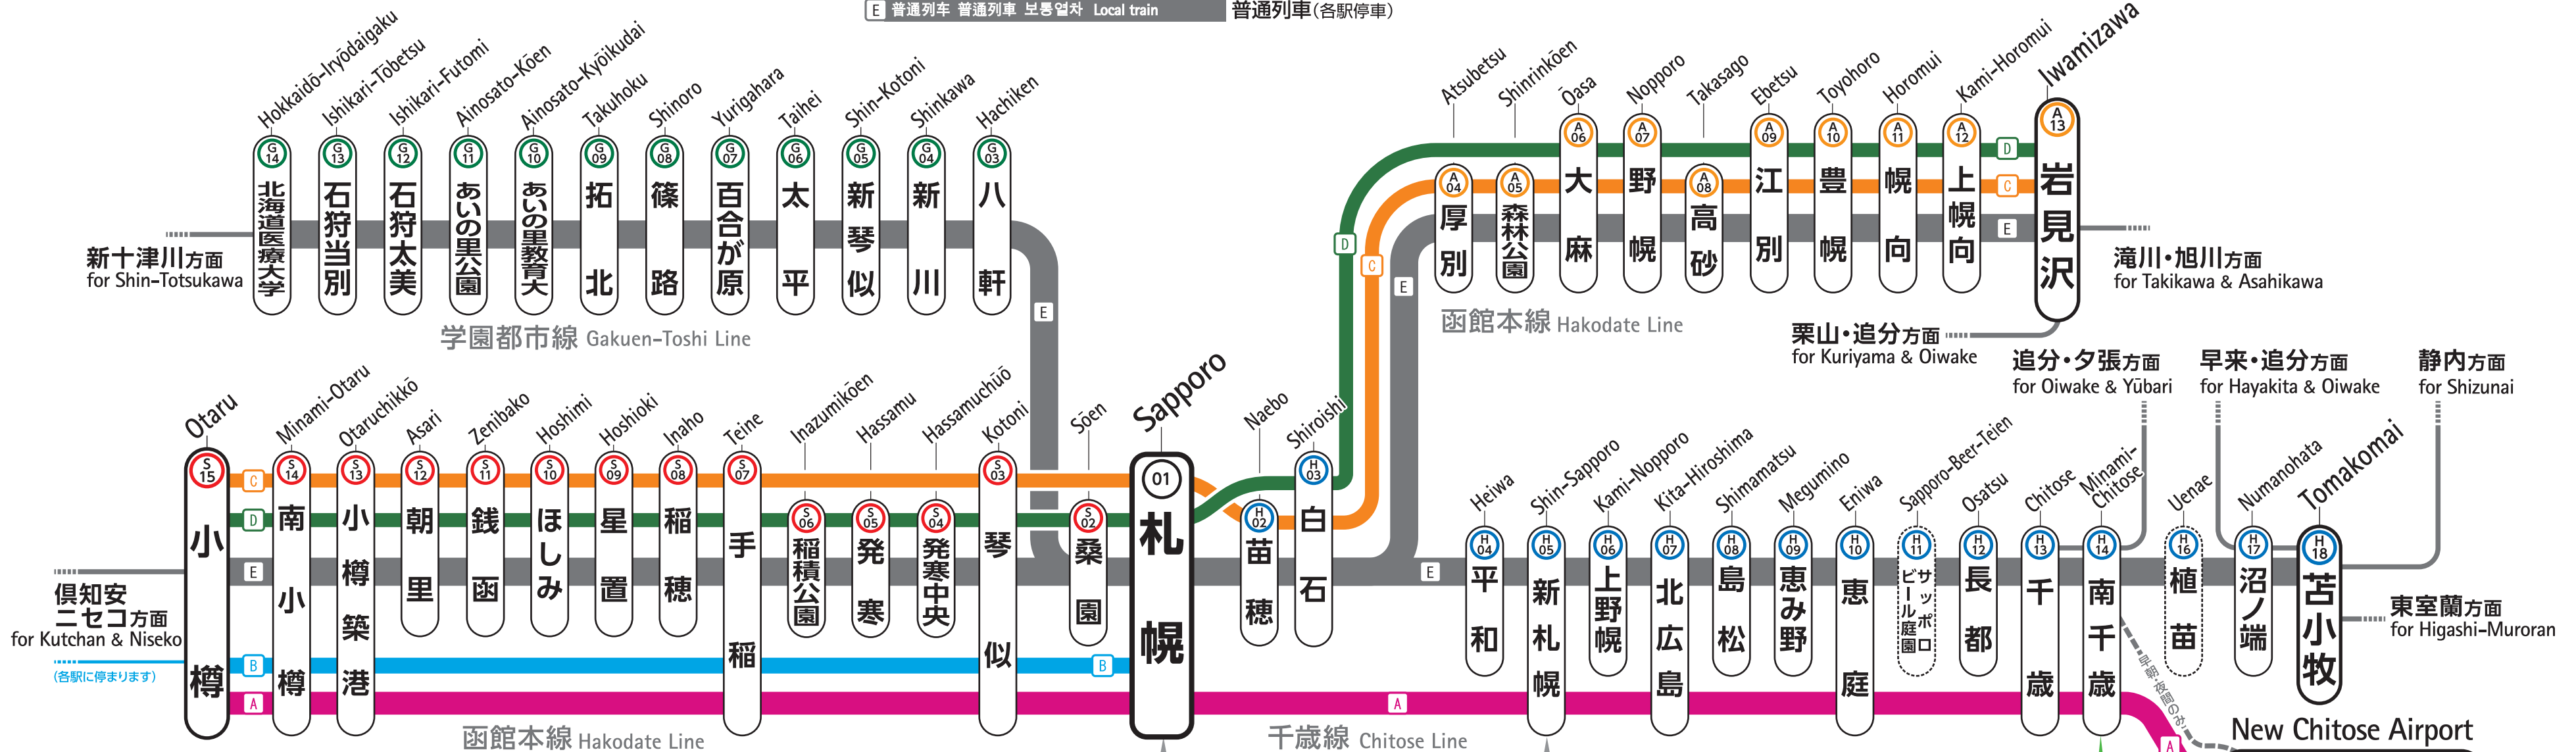 E 普通列车 普通列車 보통열차 Local train 普通列車(各駅停車)
Hokkaidō-Iryōdaigaku
Ishikari-Tōbetsu
Ishikari-Futomi
Ainosato-Kōen
Ainosato-Kyōikudai
Takuhoku
Shinoro
Yurigahara
Taihei
Shin-Kotoni
Shinkawa
Hachiken
G14 北海道医療大学
G13 石狩当別
G12 石狩太美
G11 あいの里公園
G10 あいの里教育大
G09 拓北
G08 篠路
G07 百合が原
G06 太平
G05 新琴似
G04 新川
G03 八軒
E
新十津川方面
for Shin-Totsukawa
学園都市線 Gakuen-Toshi Line
Atsubetsu
Shinrinkōen
Ōasa
Nopporo
Takasago
Ebetsu
Toyohoro
Horomui
Kami-Horomui
Iwamizawa
A04 厚別
A05 森林公園
A06 大麻
A07 野幌
A08 高砂
A09 江別
A10 豊幌
A11 幌向
A12 上幌向
A13 岩見沢
D
C
E
D
C
E
函館本線 Hakodate Line
滝川・旭川方面
for Takikawa & Asahikawa
栗山・追分方面
for Kuriyama & Oiwake
追分・夕張方面
for Oiwake & Yūbari
早来・追分方面
for Hayakita & Oiwake
静内方面
for Shizunai
Otaru
Minami-Otaru
Otaruchikkō
Asari
Zenibako
Hoshimi
Hoshioki
Inaho
Teine
Inazumikōen
Hassamu
Hassamuchūō
Kotoni
Sōen
Sapporo
Naebo
Shiroishi
S15 小樽
S14 南小樽
S13 小樽築港
S12 朝里
S11 銭函
S10 ほしみ
S09 星置
S08 稲穂
S07 手稲
S06 稲積公園
S05 発寒
S04 発寒中央
S03 琴似
S02 桑園
01 札幌
H02 苗穂
H03 白石
C
D
E
B
A
B
倶知安
ニセコ方面
for Kutchan & Niseko
(各駅に停まります)
函館本線 Hakodate Line
Heiwa
Shin-Sapporo
Kami-Nopporo
Kita-Hiroshima
Shimamatsu
Megumino
Eniwa
Sapporo-Beer-Teien
Osatsu
Chitose
Minami-
Chitose
Uenae
Numanohata
Tomakomai
E
H04 平和
H05 新札幌
H06 上野幌
H07 北広島
H08 島松
H09 恵み野
H10 恵庭
H11 サッポロ
ビール庭園
H12 長都
H13 千歳
H14 南千歳
H16 植苗
H17 沼ノ端
H18 苫小牧
東室蘭方面
for Higashi-Muroran
A
千歳線 Chitose Line
早朝・夜間のみ
A
New Chitose Airport